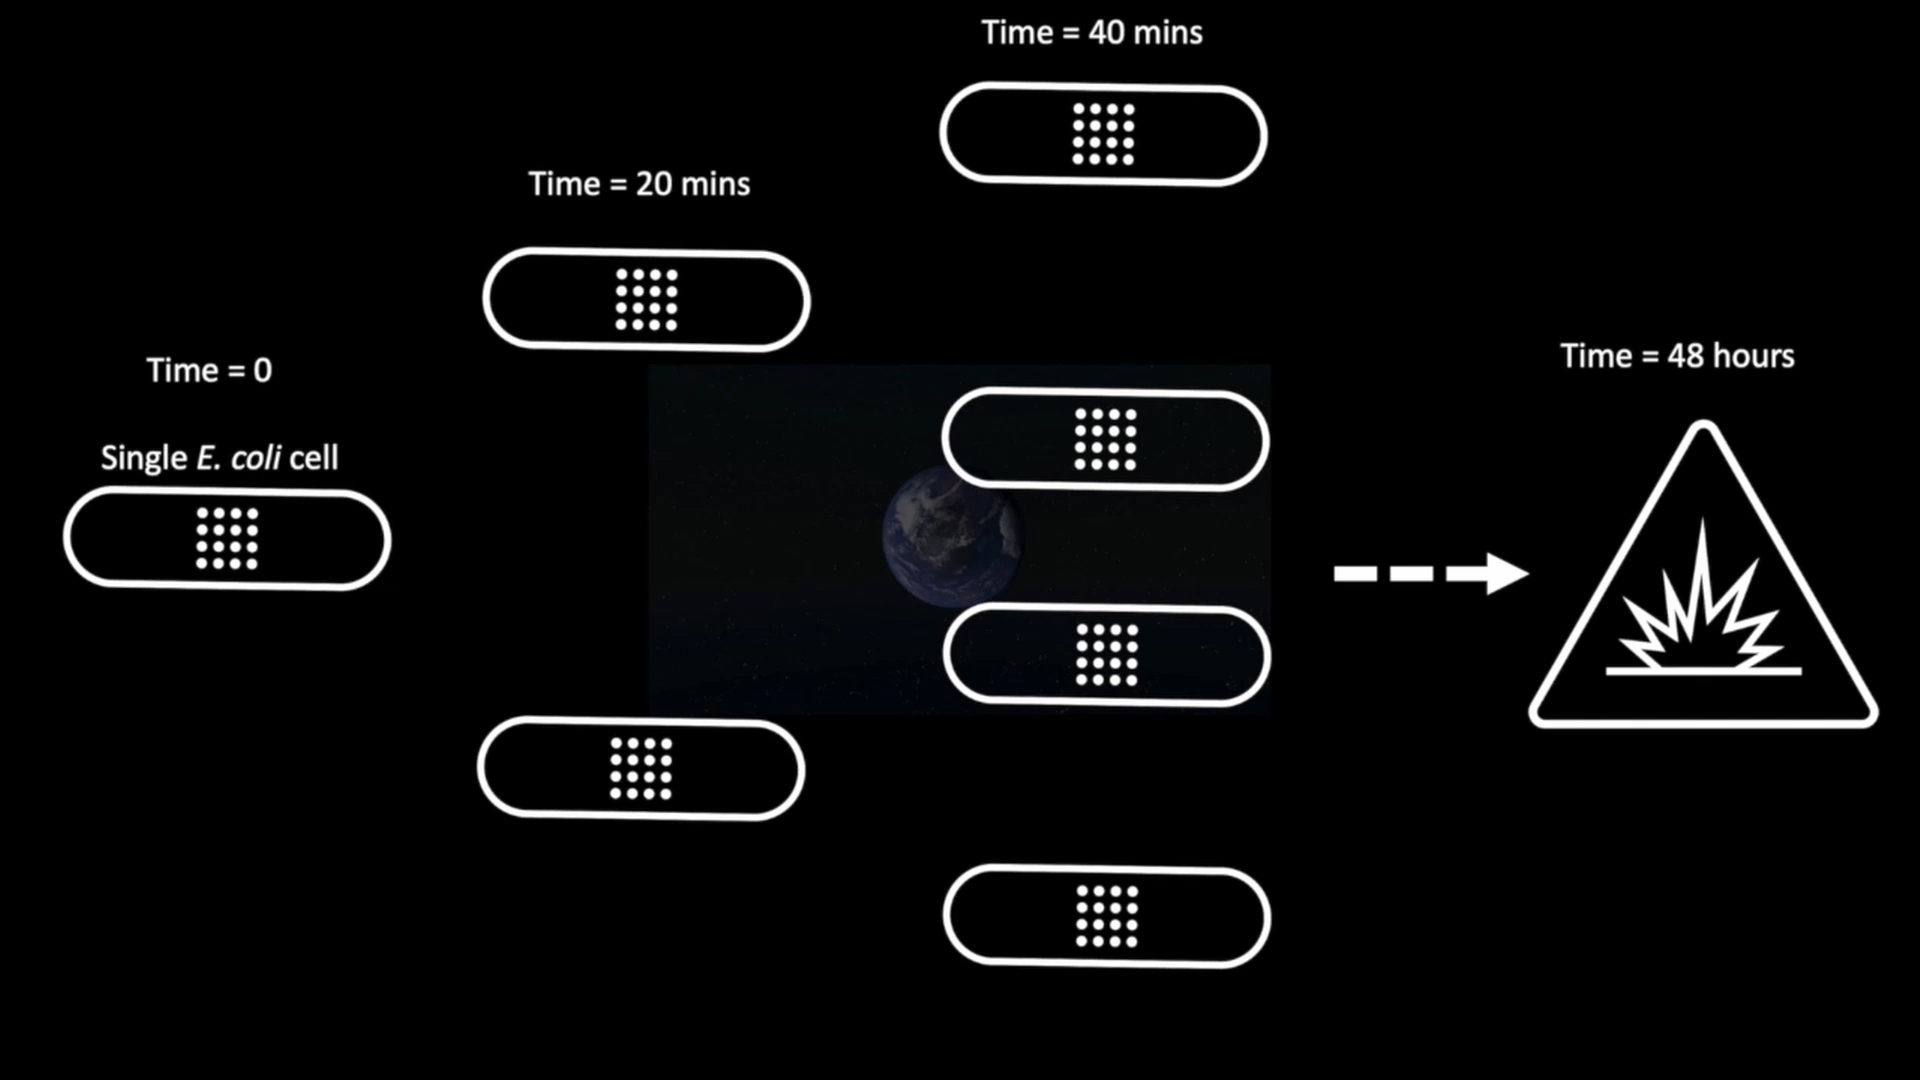 Time = 0
Single E. coli cell
Time = 20 mins
Time = 40 mins
Time = 48 hours